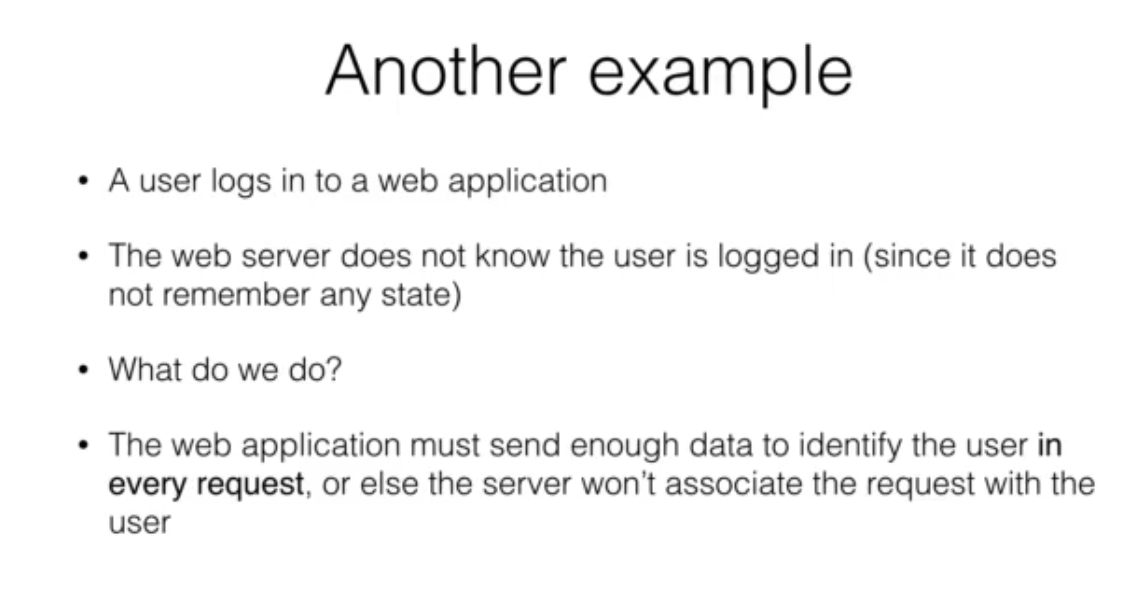 Another example
• A user logs in to a web application
• The web server does not know the user is logged in (since it does
not remember any state)
• What do we do?
• The web application must send enough data to identify the user in
every request, or else the server won't associate the request with the
user